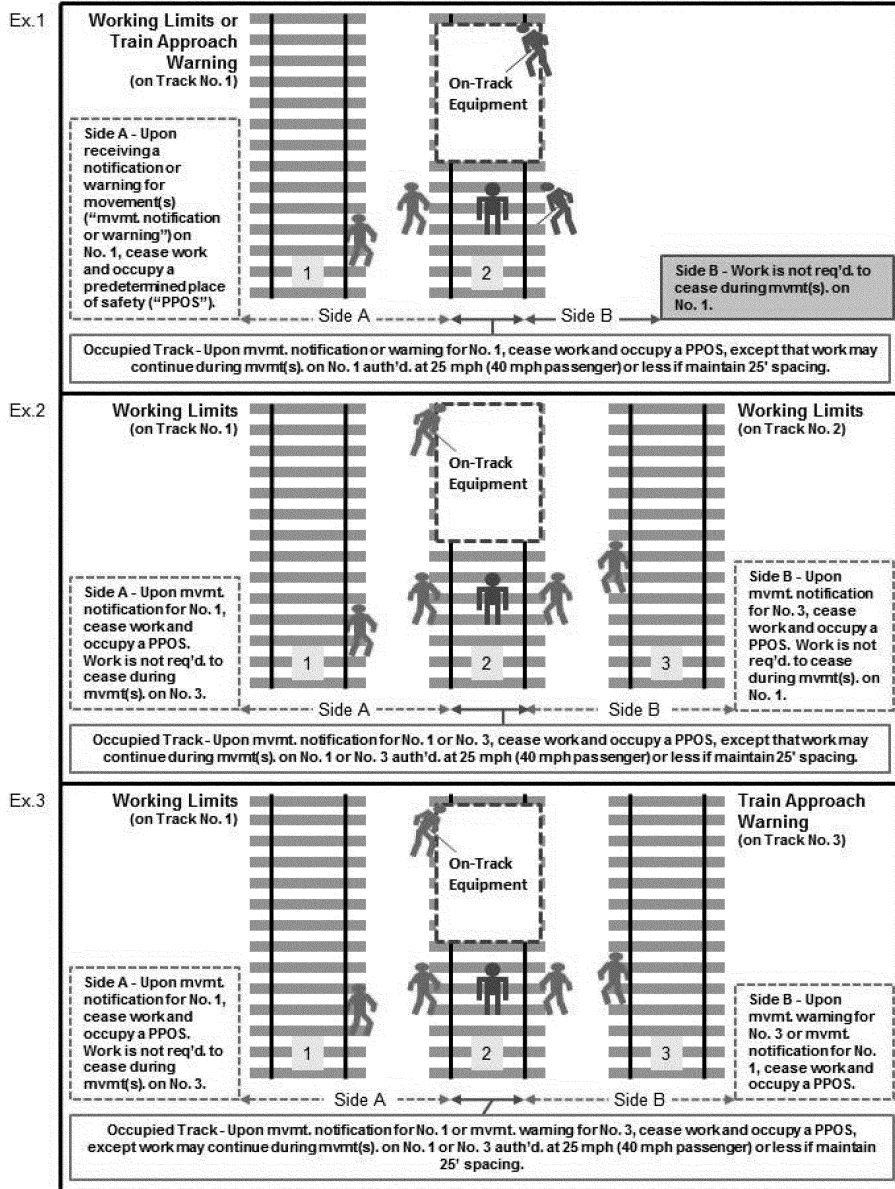 Ex.1
Working Limits or
Train Approach
Warning
(on Track No. 1)
On-Track
Equipment
Side A - Upon
receiving a
notification or
warning for
movement(s)
("mvmt. notification
or warning") on
No. 1, cease work
and occupy a
predetermined place
of safety ("PPOS").
1
2
Side B - Work is not req'd. to
cease during mvmt(s). on
No. 1.
Side A
Side B
Occupied Track - Upon mvmt. notification or warning for No. 1, cease work and occupy a PPOS, except that work may
continue during mvmt(s). on No. 1 auth'd. at 25 mph (40 mph passenger) or less if maintain 25' spacing.
Ex.2
Working Limits
(on Track No. 1)
On-Track
Equipment
Working Limits
(on Track No. 2)
Side A - Upon mvmt.
notification for No. 1,
cease work and
occupy a PPOS.
Work is not req'd. to
cease during
mvmt(s). on No. 3.
1
2
3
Side B - Upon
mvmt. notification
for No. 3, cease
work and occupy a
PPOS. Work is not
req'd. to cease
during mvmt(s). on
No. 1.
Side A
Side B
Occupied Track - Upon mvmt. notification for No. 1 or No. 3, cease work and occupy a PPOS, except that work may
continue during mvmt(s). on No. 1 or No. 3 auth'd. at 25 mph (40 mph passenger) or less if maintain 25' spacing.
Ex.3
Working Limits
(on Track No. 1)
On-Track
Equipment
Train Approach
Warning
(on Track No. 3)
Side A - Upon mvmt.
notification for No. 1,
cease work and
occupy a PPOS.
Work is not req'd. to
cease during
mvmt(s). on No. 3.
1
2
3
Side B - Upon
mvmt. warning for
No. 3 or mvmt.
notification for No.
1, cease work and
occupy a PPOS.
Side A
Side B
Occupied Track - Upon mvmt. notification for No. 1 or mvmt. warning for No. 3, cease work and occupy a PPOS,
except work may continue during mvmt(s). on No. 1 or No. 3 auth'd. at 25 mph (40 mph passenger) or less if maintain
25' spacing.